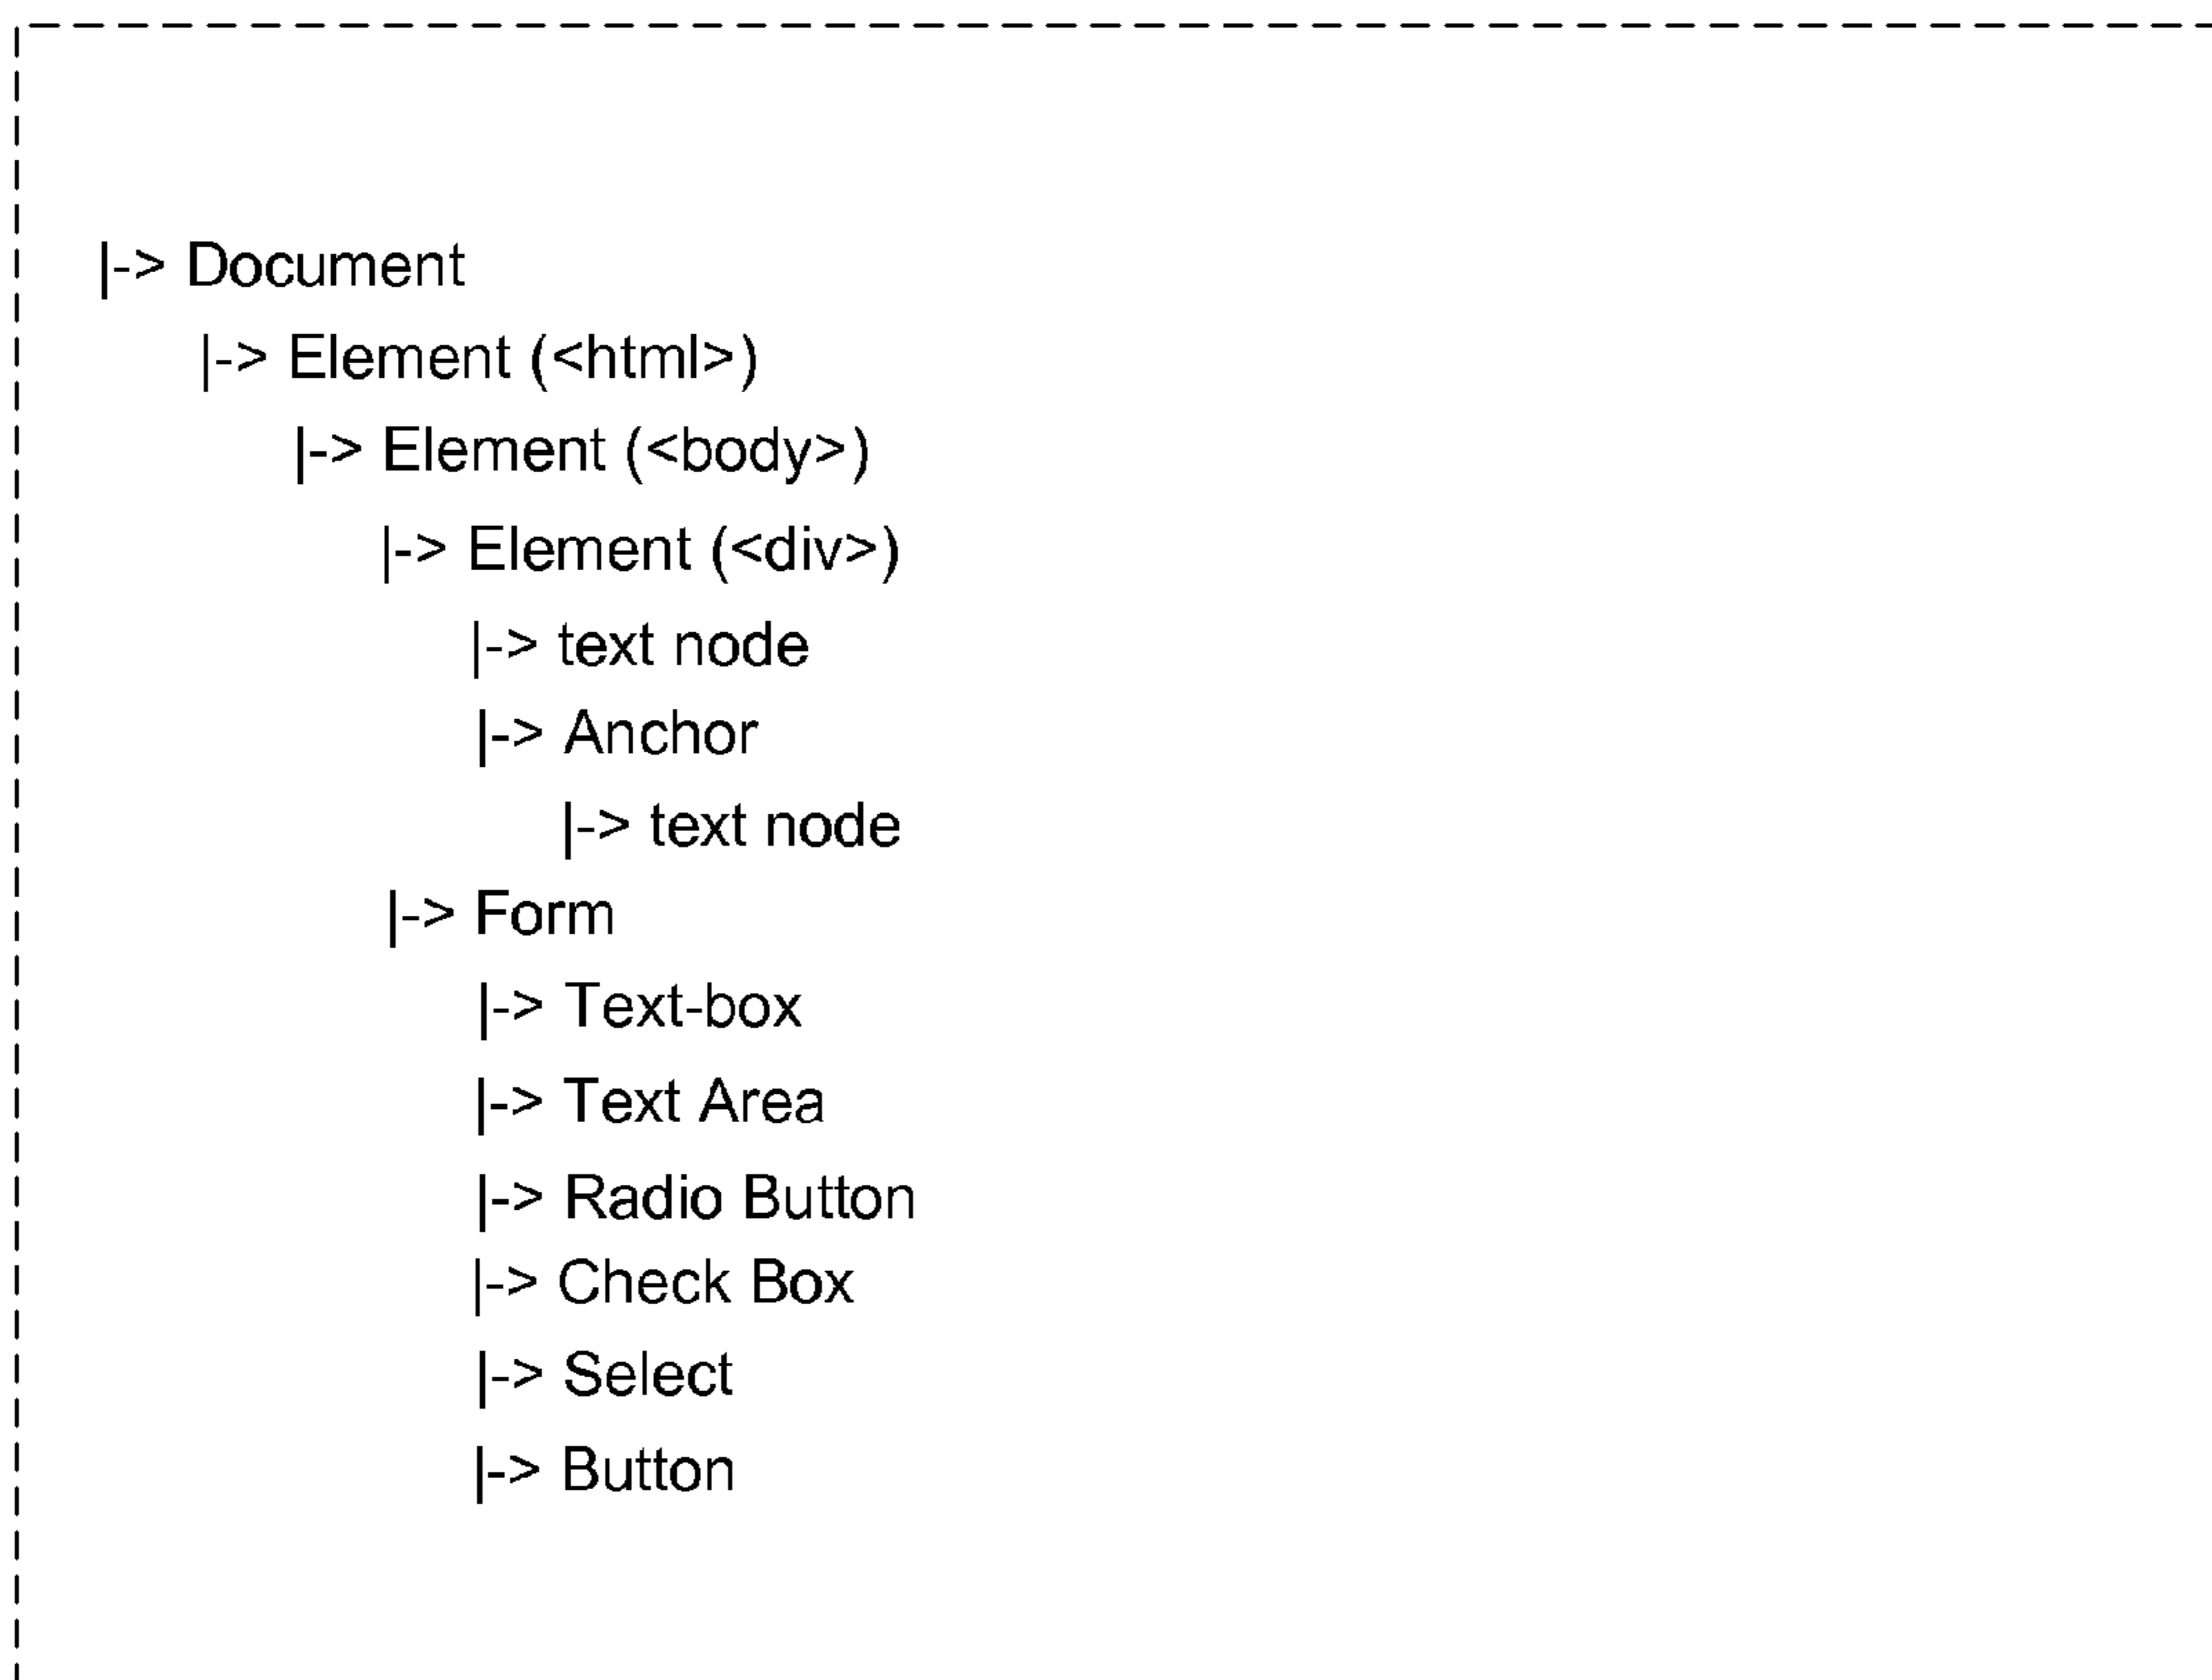 |-> Document
|-> Element (<html>)
|-> Element (<body>)
|-> Element (<div>)
|-> text node
|-> Anchor
|-> text node
|-> Form
|-> Text-box
|-> Text Area
|-> Radio Button
|-> Check Box
|-> Select
|-> Button